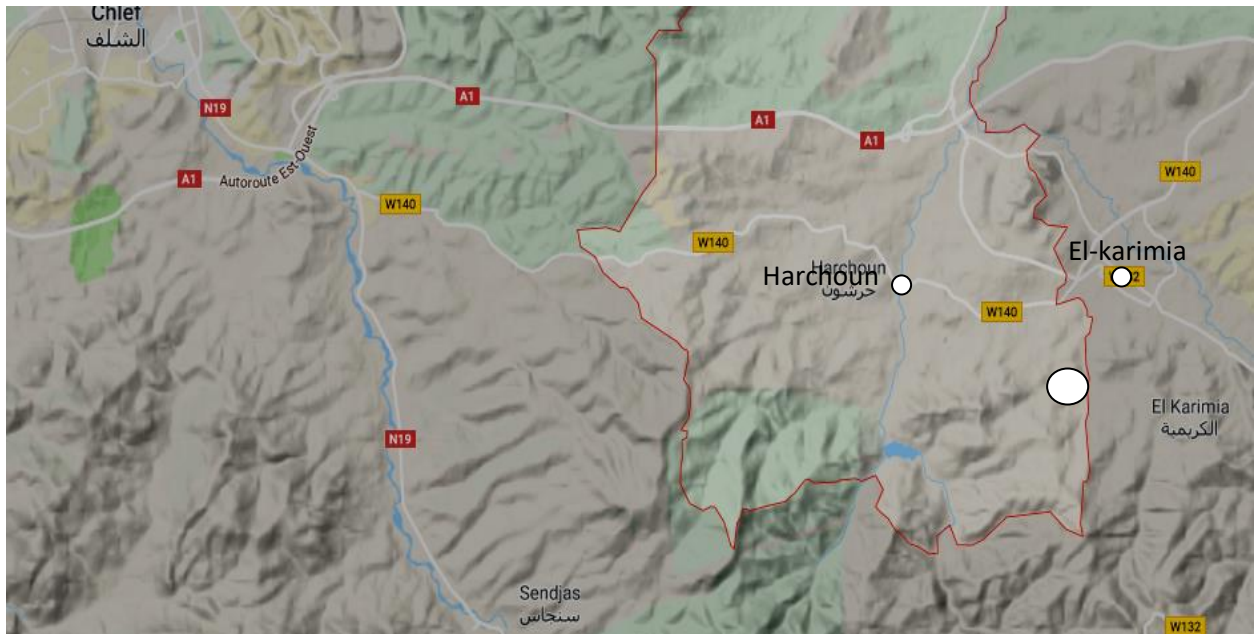 Chlef
الشلف
N19
A1
A1
A1
A1
Autoroute Est-Ouest
W140
W140
W140
W140
El-karimia
Harchoun
Harchoun
حرشون
N19
El Karimia
الكريمية
Sendjas
سنجاس
W132